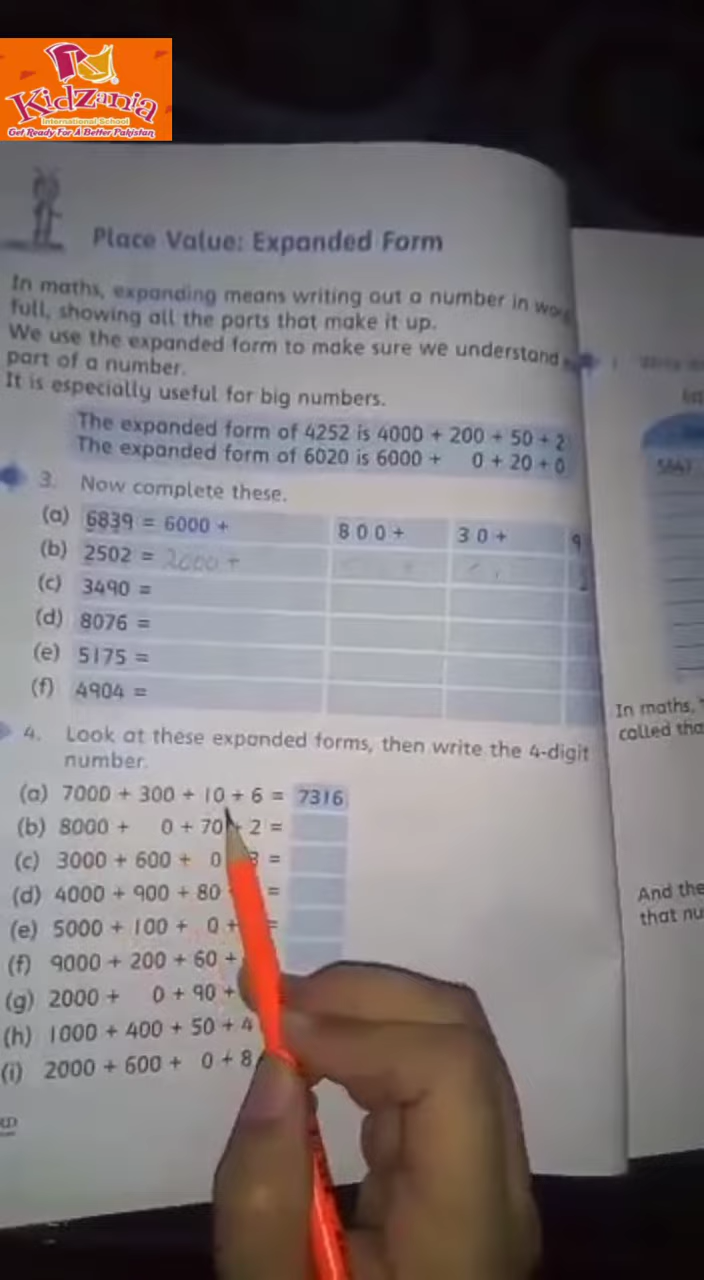 KidZania
International School
Get Ready For A Better Pakistan
Place Value: Expanded Form
In maths, expanding means writing out a number in
full, showing all the parts that make it up.
We use the expanded form to make sure we understand
part of a number.
It is especially useful for big numbers.
The expanded form of 4252 is 4000 + 200 + 50 + 2
The expanded form of 6020 is 6000 + 0 + 20 + 0
3. Now complete these.
(a) 6839 = 6000 + 800+ 30+ 9
(b) 2502 = 2000 +
(c) 3490 =
(d) 8076 =
(e) 5175 =
(f) 4904 =
4. Look at these expanded forms, then write the 4-digit
number.
(a) 7000 + 300 + 10 + 6 = 7316
(b) 8000 + 0 + 70 + 2 =
(c) 3000 + 600 + 0 =
(d) 4000 + 900 + 80 =
(e) 5000 + 100 + 0 + =
(f) 9000 + 200 + 60 +
(g) 2000 + 0 + 90 +
(h) 1000 + 400 + 50 + 4
(i) 2000 + 600 + 0 + 8
In maths,
called tha
And the
that nu